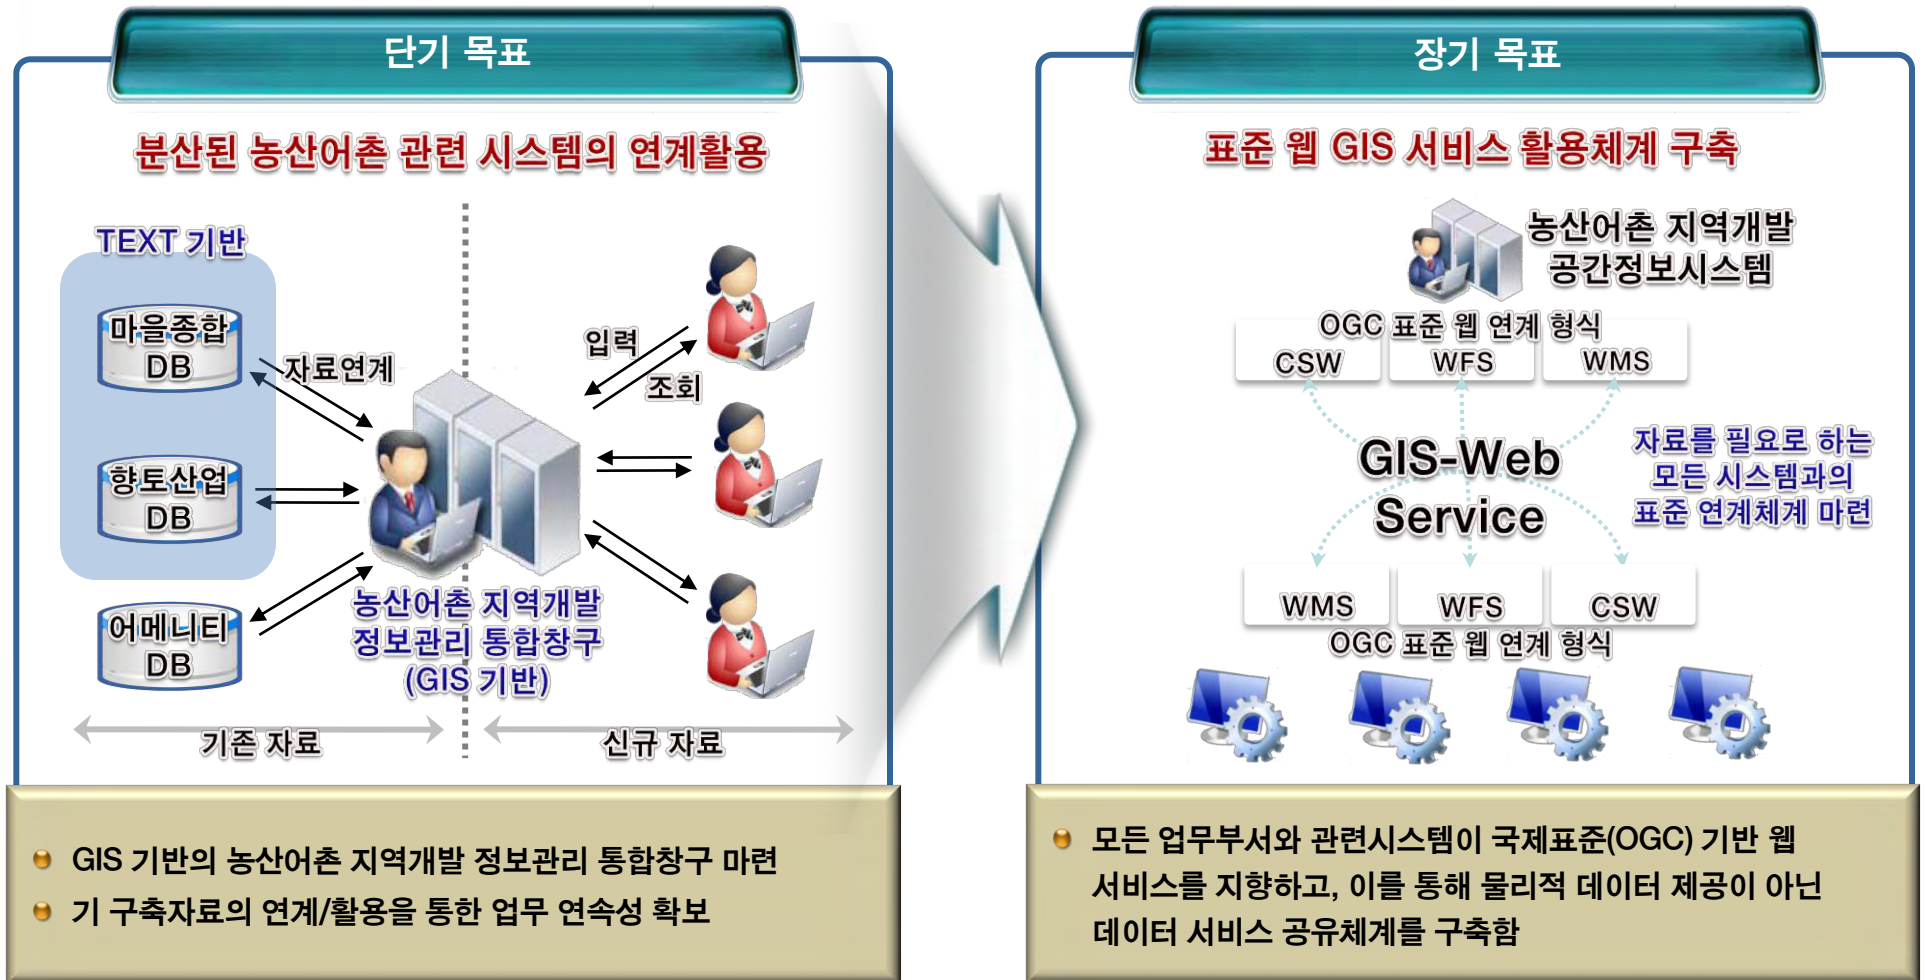 단기 목표
분산된 농산어촌 관련 시스템의 연계활용
TEXT 기반
마을종합
DB
자료연계
입력
조회
향토산업
DB
어메니티
DB
농산어촌 지역개발
정보관리 통합창구
(GIS 기반)
기존 자료
신규 자료
GIS 기반의 농산어촌 지역개발 정보관리 통합창구 마련
기 구축자료의 연계/활용을 통한 업무 연속성 확보
장기 목표
표준 웹 GIS 서비스 활용체계 구축
농산어촌 지역개발
공간정보시스템
OGC 표준 웹 연계 형식
CSW WFS WMS
GIS-Web
Service
자료를 필요로 하는
모든 시스템과의
표준 연계체계 마련
WMS WFS CSW
OGC 표준 웹 연계 형식
모든 업무부서와 관련시스템이 국제표준(OGC) 기반 웹
서비스를 지향하고, 이를 통해 물리적 데이터 제공이 아닌
데이터 서비스 공유체계를 구축함